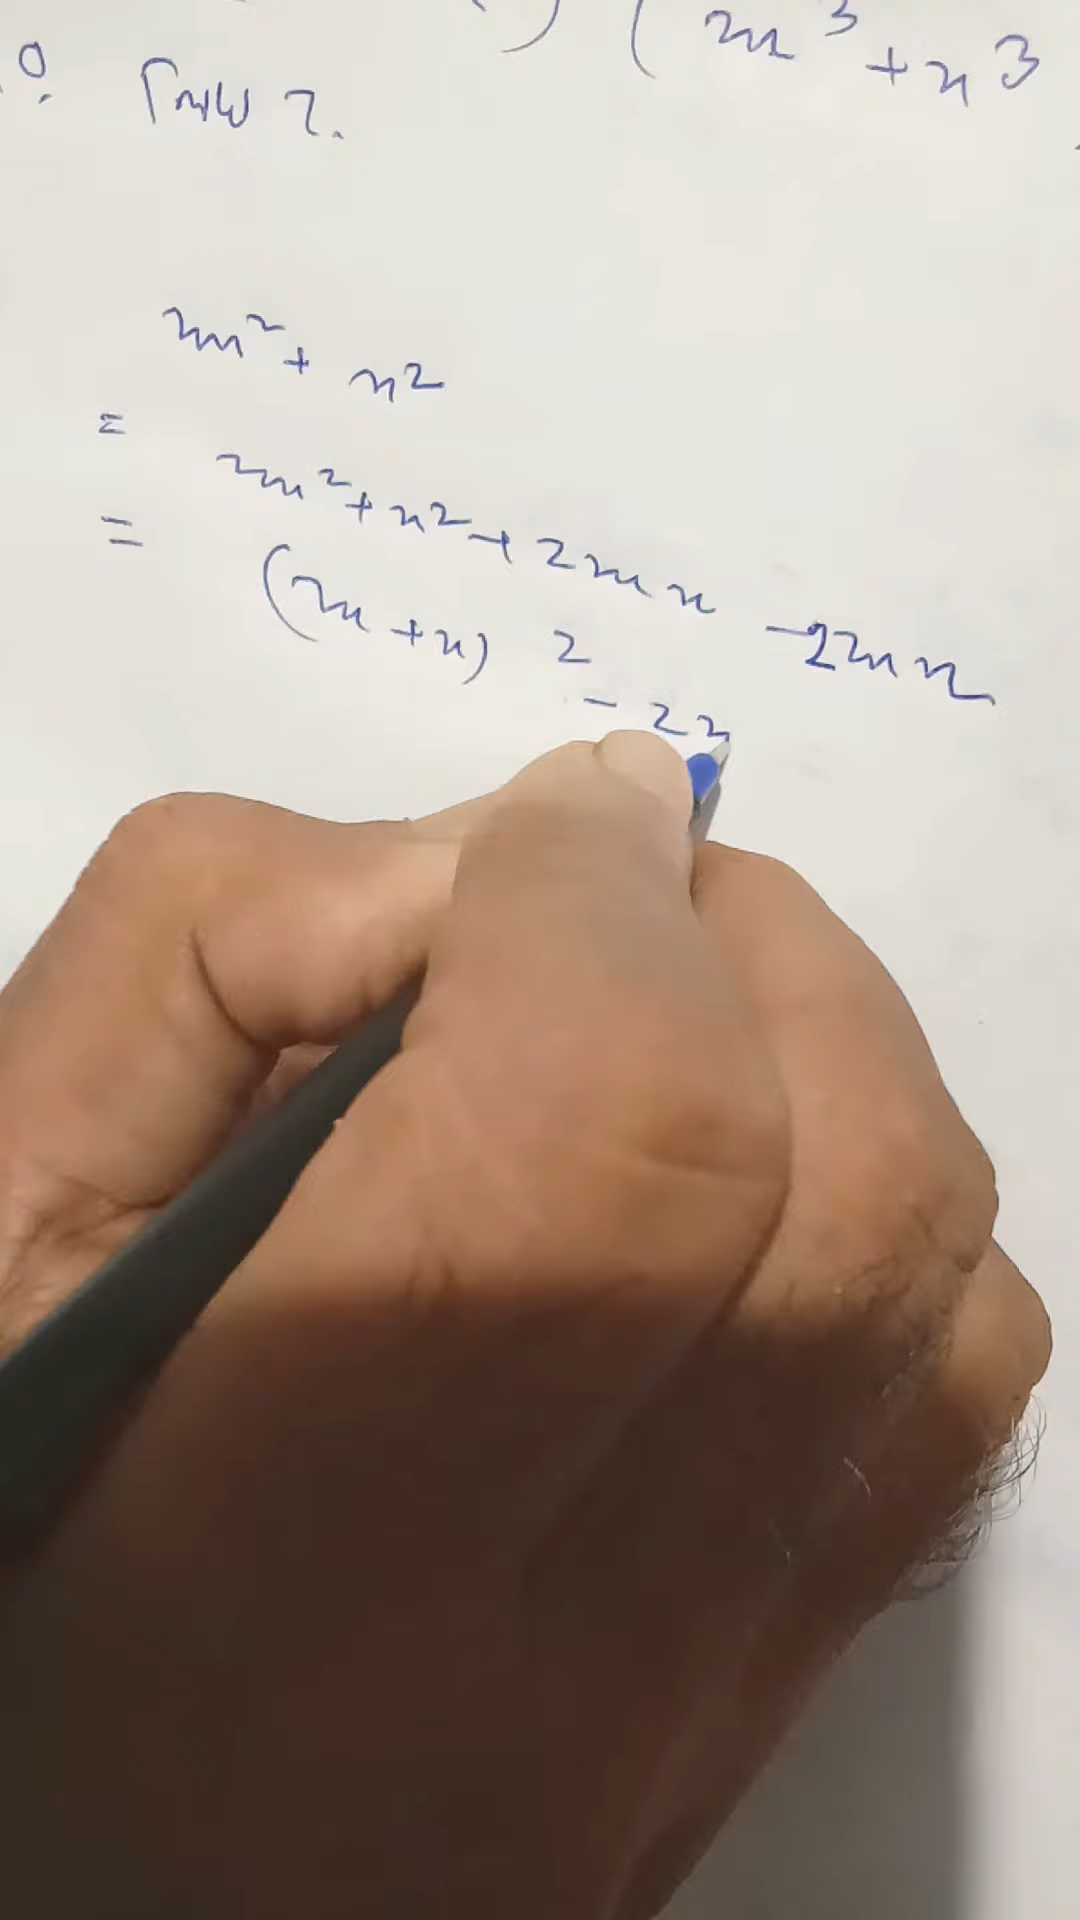 ) (m³ + n³
m² + n²
= m² + n² + 2mn - 2mn
= (m + n)² - 2